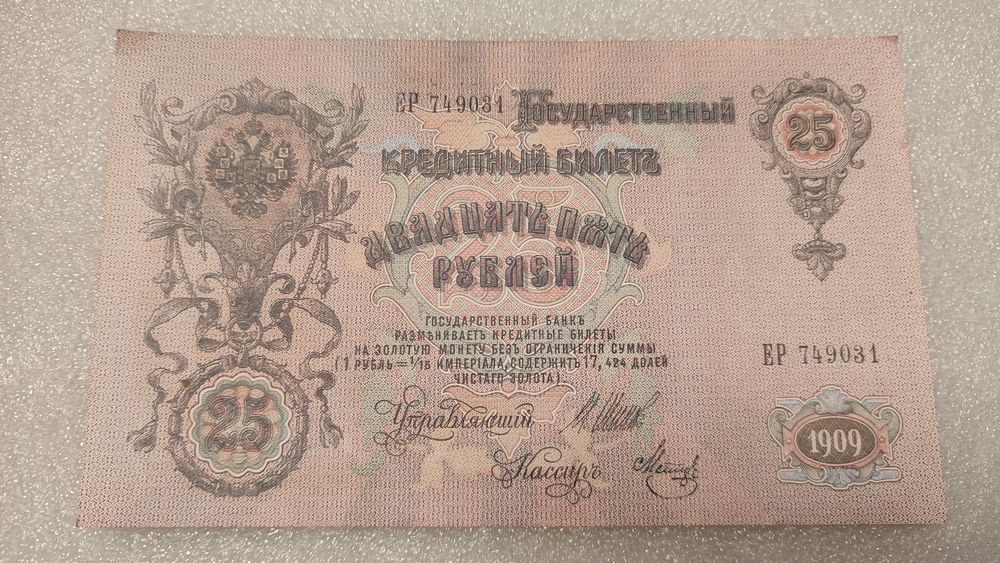 ЕР 749031 Государственный
25
Кредитный Билетъ
Двадцать Пять
Рублей
25
ГОСУДАРСТВЕННЫЙ БАНКЪ
РАЗМѢНИВАЕТЪ КРЕДИТНЫЕ БИЛЕТЫ
НА ЗОЛОТУЮ МОНЕТУ БЕЗЪ ОГРАНИЧЕНІЯ СУММЫ
(1 РУБЛЬ = 1/15 ИМПЕРІАЛА, СОДЕРЖИТЪ 17,424 ДОЛЕЙ
ЧИСТАГО ЗОЛОТА)
ЕР 749031
25
Управляющій
Кассиръ
1909